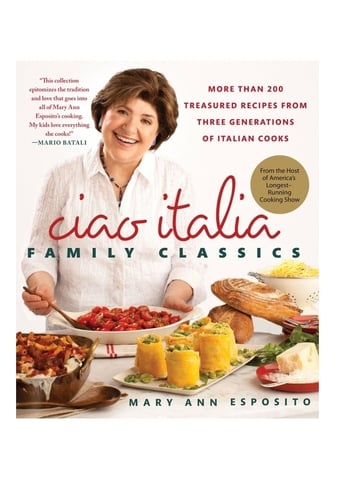 "This collection
epitomizes the tradition
and love that goes into
all of Mary Ann
Esposito's cooking.
My kids love everything
she cooks!"
—MARIO BATALI
MORE THAN 200
TREASURED RECIPES FROM
THREE GENERATIONS
OF ITALIAN COOKS
From the Host
of America's
Longest–
Running
Cooking Show
ciao italia
FAMILY CLASSICS
MARY ANN ESPOSITO